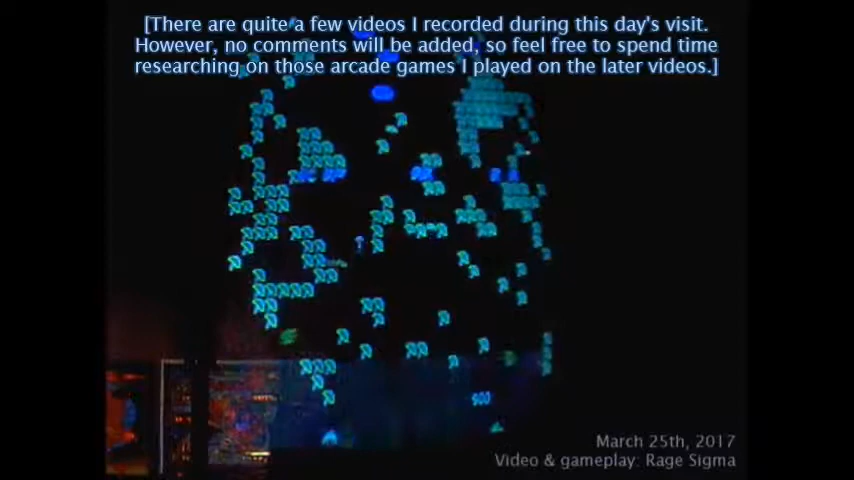 [There are quite a few videos I recorded during this day's visit.
However, no comments will be added, so feel free to spend time
researching on those arcade games I played on the later videos.]
900
March 25th, 2017
Video & gameplay: Rage Sigma